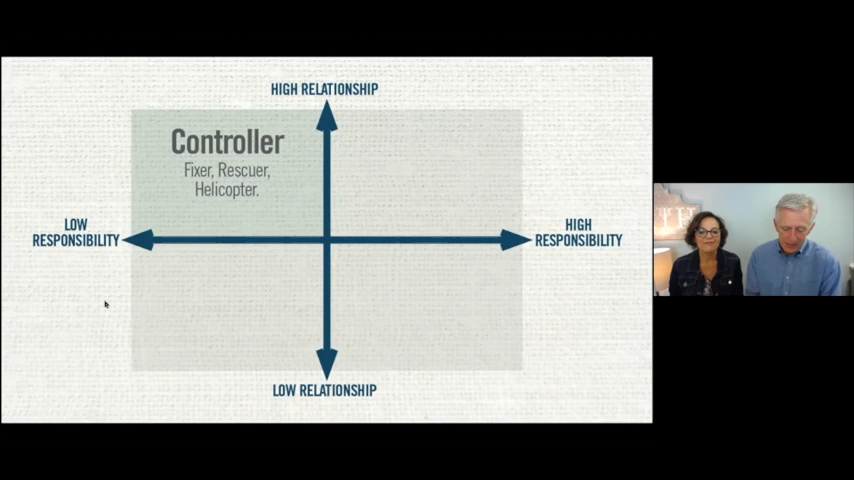 HIGH RELATIONSHIP
Controller
Fixer, Rescuer,
Helicopter.
LOW
RESPONSIBILITY
HIGH
RESPONSIBILITY
LOW RELATIONSHIP